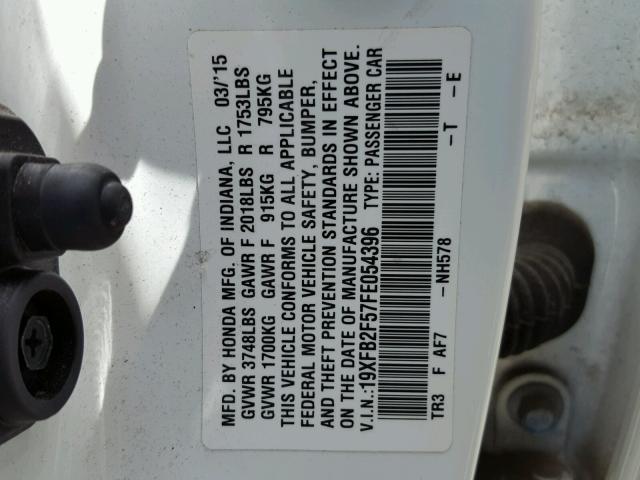 MFD. BY HONDA MFG. OF INDIANA, LLC 03/'15
GVWR 3748LBS GAWR F 2018LBS R 1753LBS
GVWR 1700KG GAWR F 915KG R 795KG
THIS VEHICLE CONFORMS TO ALL APPLICABLE
FEDERAL MOTOR VEHICLE SAFETY, BUMPER,
AND THEFT PREVENTION STANDARDS IN EFFECT
ON THE DATE OF MANUFACTURE SHOWN ABOVE.
V.I.N.:19XFB2F57FE054396 TYPE: PASSENGER CAR
TR3 F AF7 -NH578 -T -E